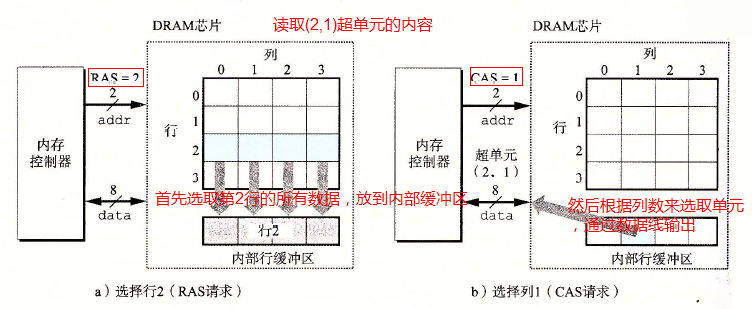 DRAM芯片
读取(2,1)超单元的内容
DRAM芯片
列
0 1 2 3
RAS = 2
2
addr
行
0
1
2
3
内存
控制器
8
data
首先选取第2行的所有数据，放到内部缓冲区
行2
内部行缓冲区
a）选择行2（RAS请求）
列
0 1 2 3
CAS = 1
2
addr
行
0
1
2
3
内存
控制器
超单元
（2．1）
8
data
然后根据列数来选取单元
，通过数据线输出
内部行缓冲区
b）选择列1（CAS请求）